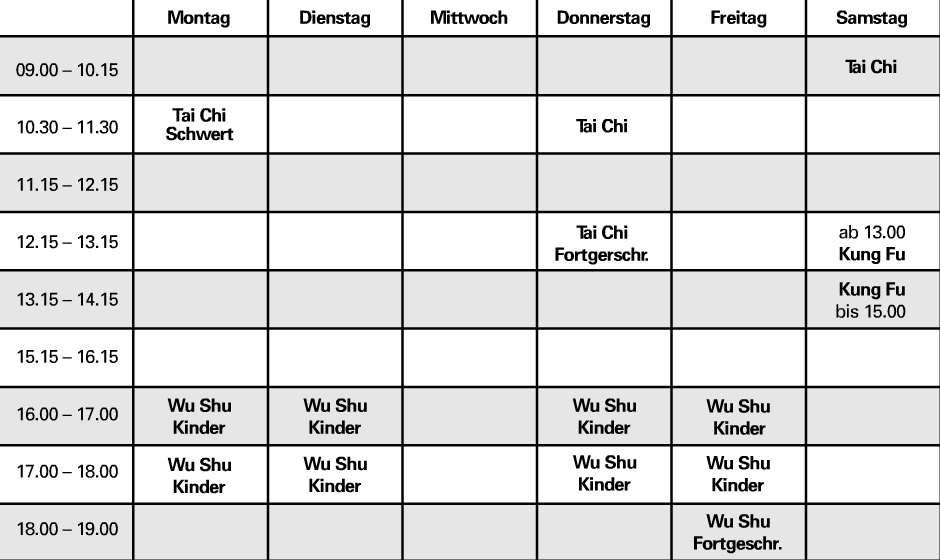 Montag Dienstag Mittwoch Donnerstag Freitag Samstag
09.00 – 10.15 Tai Chi
10.30 – 11.30 Tai Chi Schwert Tai Chi
11.15 – 12.15
12.15 – 13.15 Tai Chi Fortgerschr. ab 13.00 Kung Fu
13.15 – 14.15 Kung Fu bis 15.00
15.15 – 16.15
16.00 – 17.00 Wu Shu Kinder Wu Shu Kinder Wu Shu Kinder Wu Shu Kinder
17.00 – 18.00 Wu Shu Kinder Wu Shu Kinder Wu Shu Kinder Wu Shu Kinder
18.00 – 19.00 Wu Shu Fortgeschr.